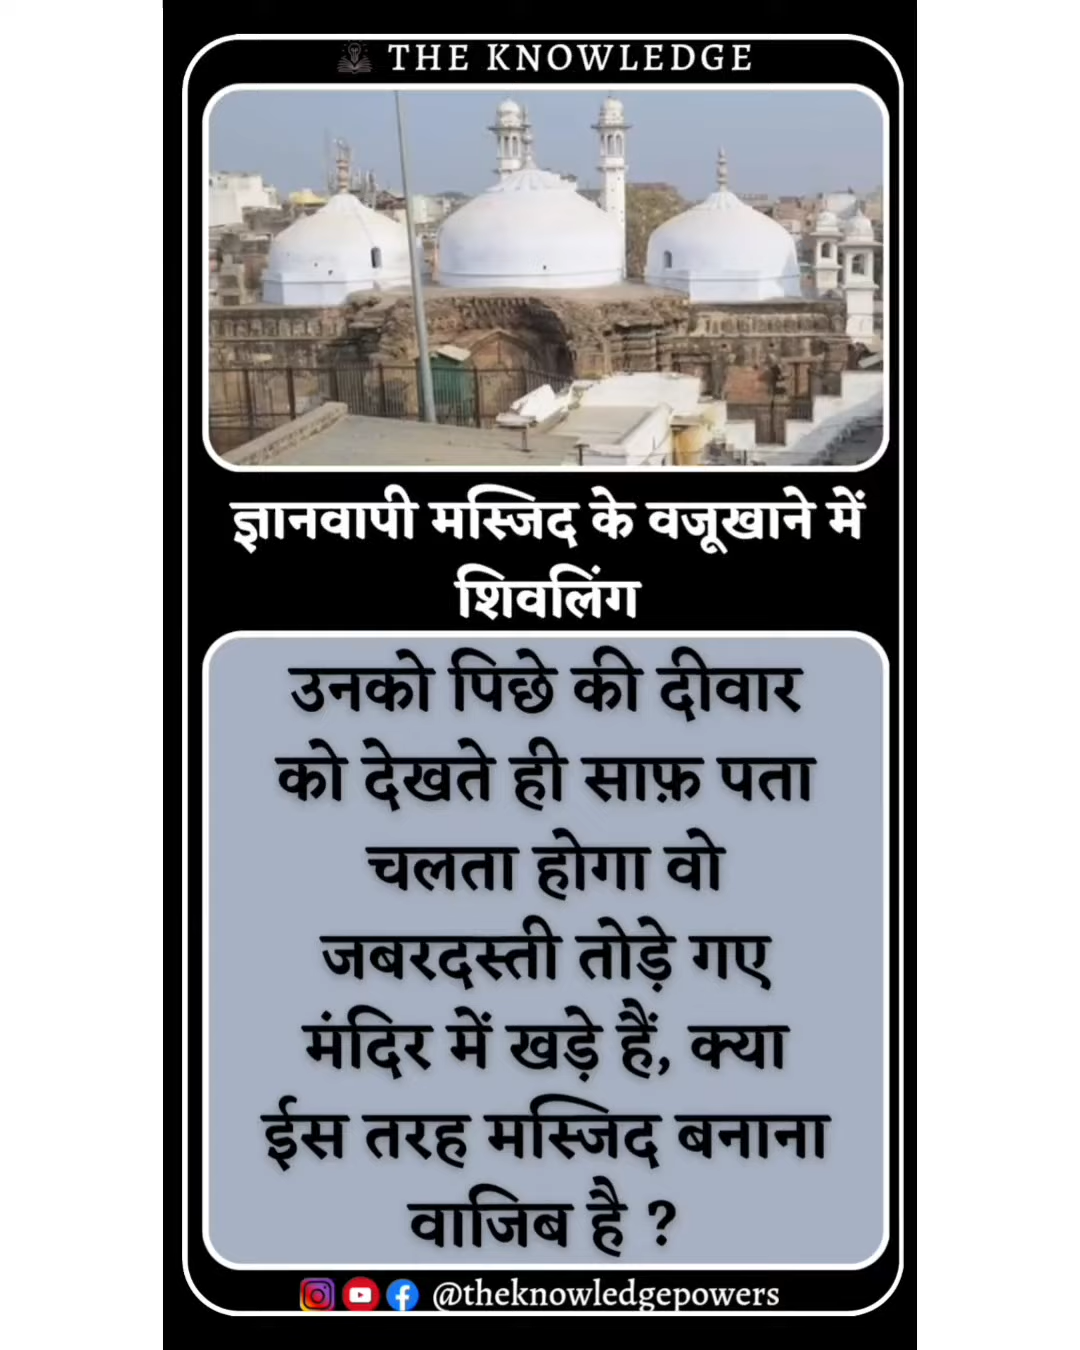 THE KNOWLEDGE
ज्ञानवापी मस्जिद के वजूखाने में
शिवलिंग
उनको पिछे की दीवार
को देखते ही साफ़ पता
चलता होगा वो
जबरदस्ती तोड़े गए
मंदिर में खड़े हैं, क्या
ईस तरह मस्जिद बनाना
वाजिब है ?
@theknowledgepowers